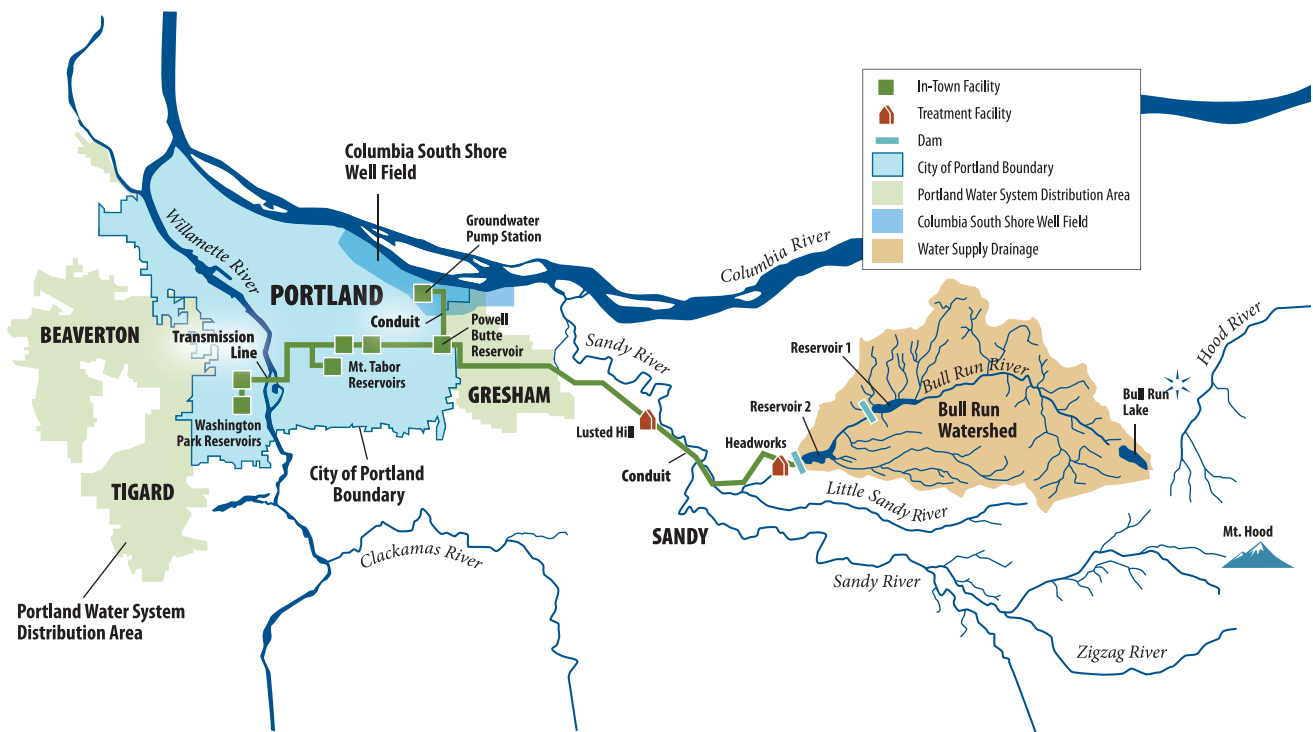 In-Town Facility
Treatment Facility
Dam
City of Portland Boundary
Portland Water System Distribution Area
Columbia South Shore Well Field
Water Supply Drainage
Columbia South Shore
Well Field
Groundwater
Pump Station
Willamette River
Columbia River
PORTLAND
Conduit
Powell
Butte
Reservoir
BEAVERTON
Transmission
Line
Mt. Tabor
Reservoirs
Sandy River
Hood River
Reservoir 1
Bull Run River
Bull Run
Watershed
Bull Run
Lake
GRESHAM
Reservoir 2
Washington
Park Reservoirs
Lusted Hill
Headworks
Conduit
City of Portland
Boundary
TIGARD
Little Sandy River
SANDY
Mt. Hood
Clackamas River
Sandy River
Portland Water System
Distribution Area
Zigzag River